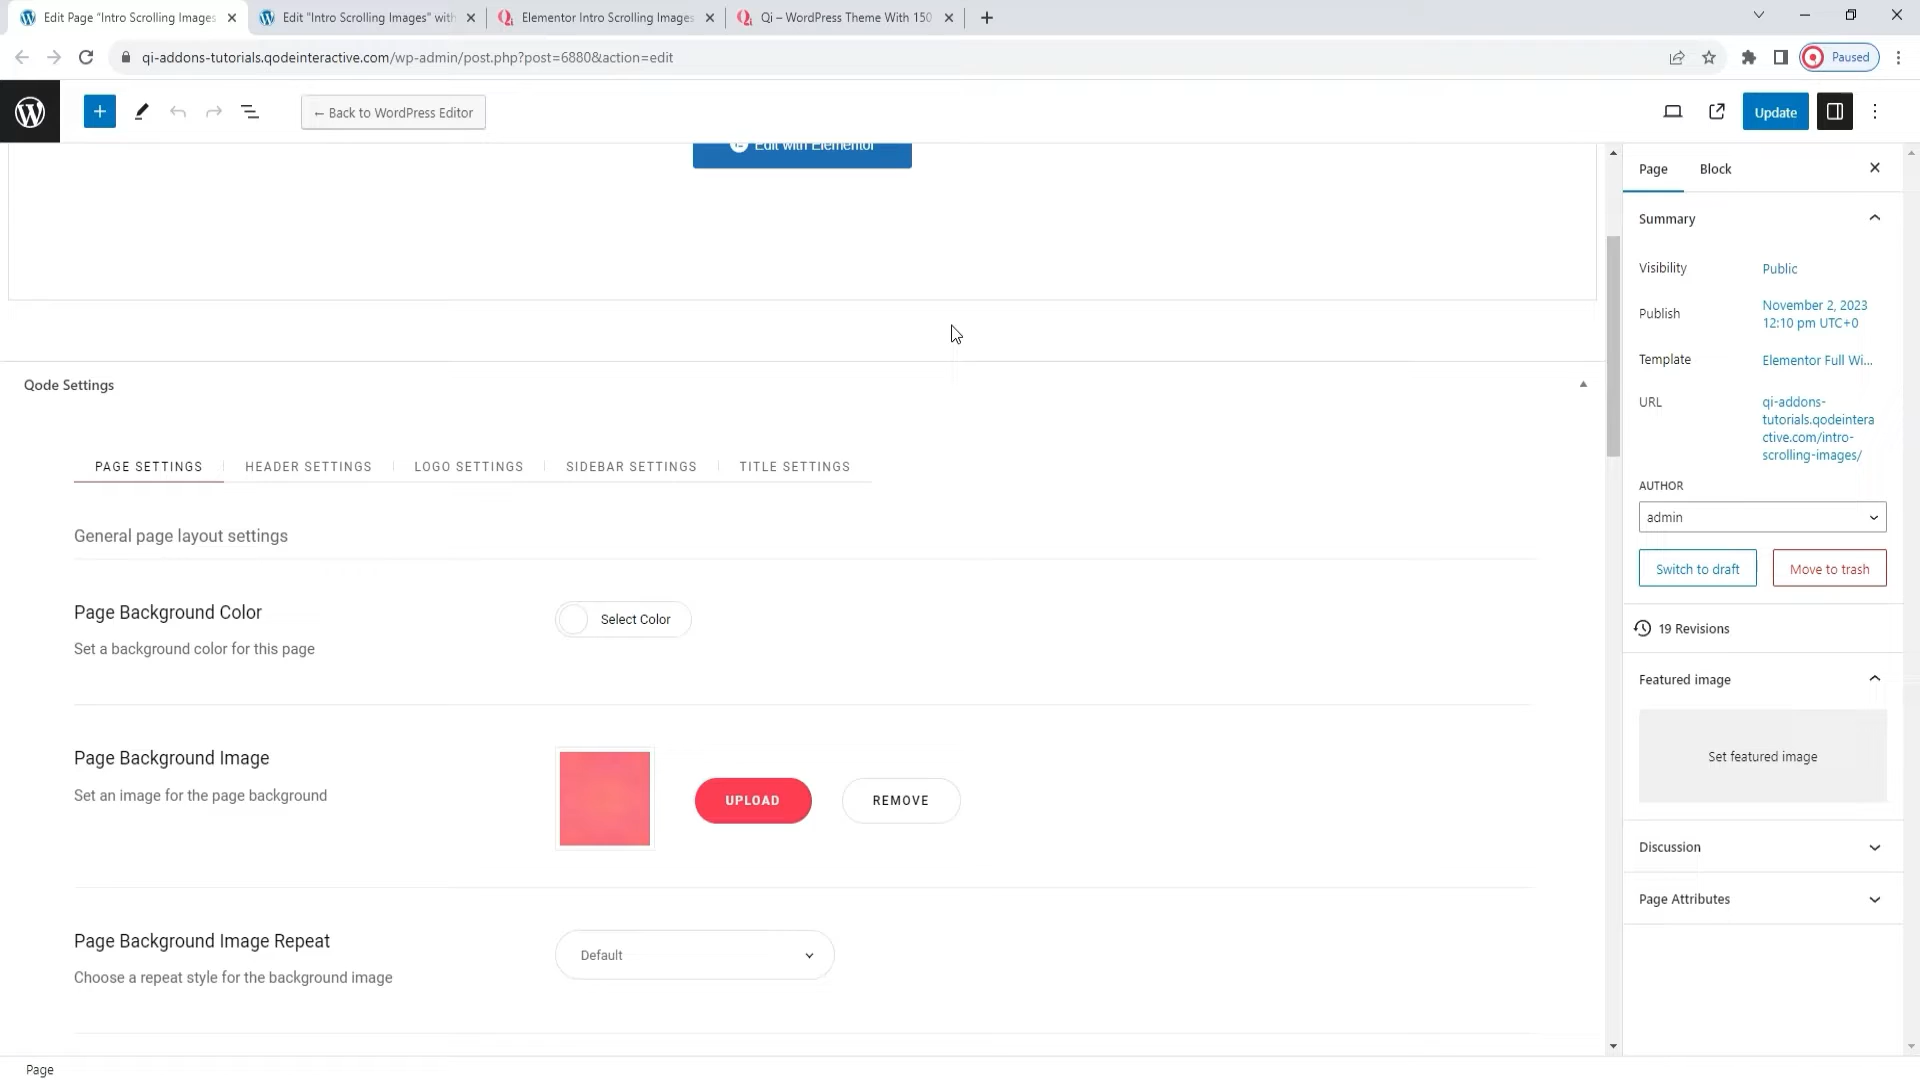 Edit Page "Intro Scrolling Images
Edit "Intro Scrolling Images" with
Elementor Intro Scrolling Images
Qi – WordPress Theme With 150
qi-addons-tutorials.qodeinteractive.com/wp-admin/post.php?post=6880&action=edit
Paused
← Back to WordPress Editor
Update
Edit with Elementor
Page
Block
Summary
Visibility
Public
Publish
November 2, 2023
12:10 pm UTC+0
Template
Elementor Full Wi...
URL
qi-addons-
tutorials.qodeintera
ctive.com/intro-
scrolling-images/
AUTHOR
admin
Switch to draft
Move to trash
19 Revisions
Featured image
Set featured image
Discussion
Page Attributes
Qode Settings
PAGE SETTINGS
HEADER SETTINGS
LOGO SETTINGS
SIDEBAR SETTINGS
TITLE SETTINGS
General page layout settings
Page Background Color
Set a background color for this page
Select Color
Page Background Image
Set an image for the page background
UPLOAD
REMOVE
Page Background Image Repeat
Choose a repeat style for the background image
Default
Page